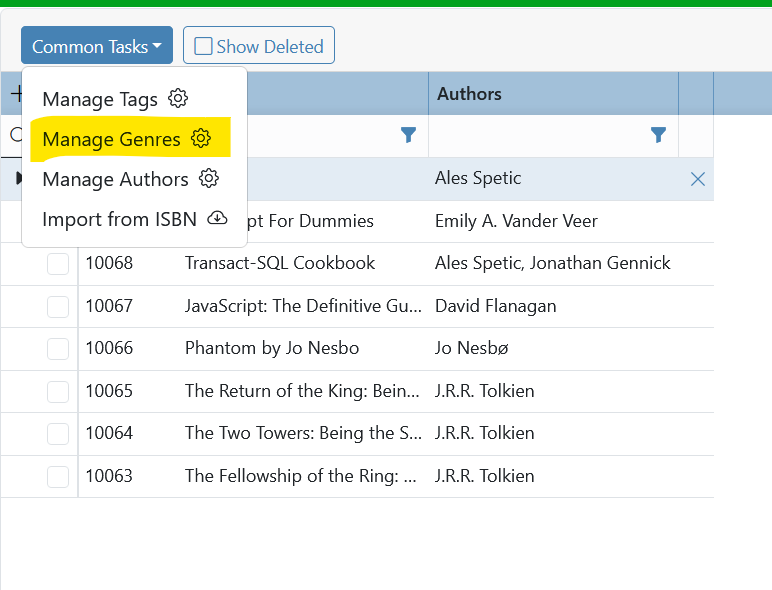 Common Tasks
Show Deleted
Manage Tags
Manage Genres
Manage Authors
Import from ISBN
Authors
Ales Spetic
pt For Dummies Emily A. Vander Veer
10068 Transact-SQL Cookbook Ales Spetic, Jonathan Gennick
10067 JavaScript: The Definitive Gu... David Flanagan
10066 Phantom by Jo Nesbo Jo Nesbø
10065 The Return of the King: Bein... J.R.R. Tolkien
10064 The Two Towers: Being the S... J.R.R. Tolkien
10063 The Fellowship of the Ring: ... J.R.R. Tolkien